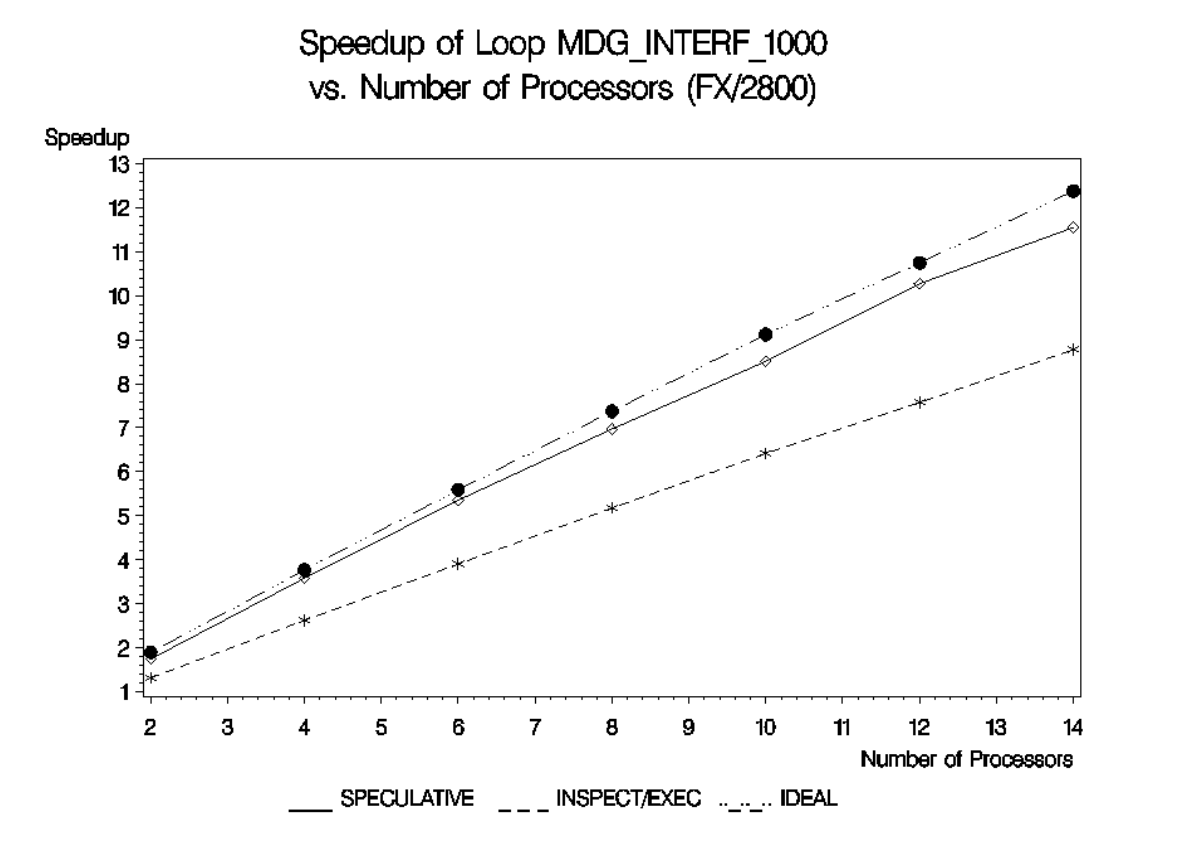 Speedup of Loop MDG_INTERF_1000
vs. Number of Processors (FX/2800)
Speedup
13
12
11
10
9
8
7
6
5
4
3
2
1
2 3 4 5 6 7 8 9 10 11 12 13 14
Number of Processors
SPECULATIVE INSPECT/EXEC IDEAL